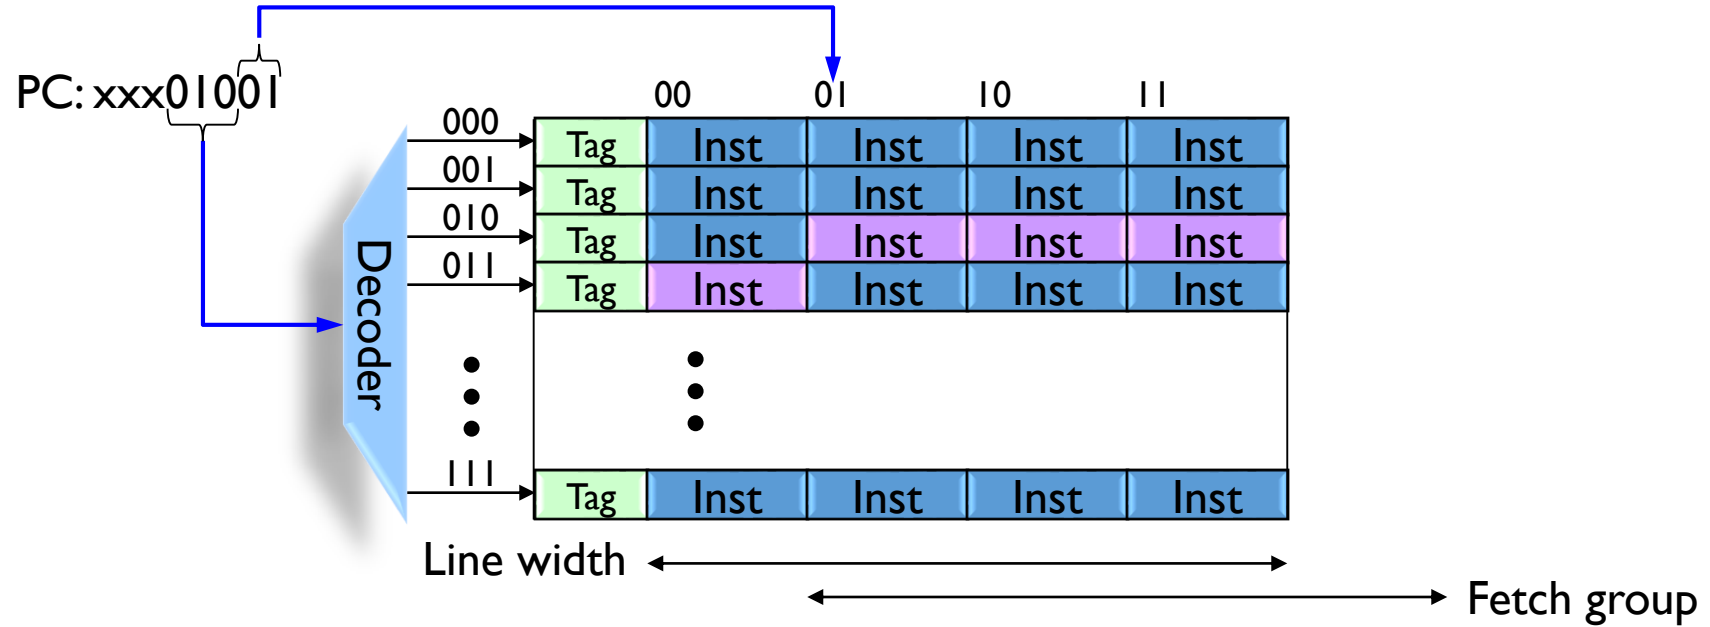 PC: xxx01001
00 01 10 11
000 Tag Inst Inst Inst Inst
001 Tag Inst Inst Inst Inst
010 Tag Inst Inst Inst Inst
011 Tag Inst Inst Inst Inst
Decoder
111 Tag Inst Inst Inst Inst
Line width
Fetch group